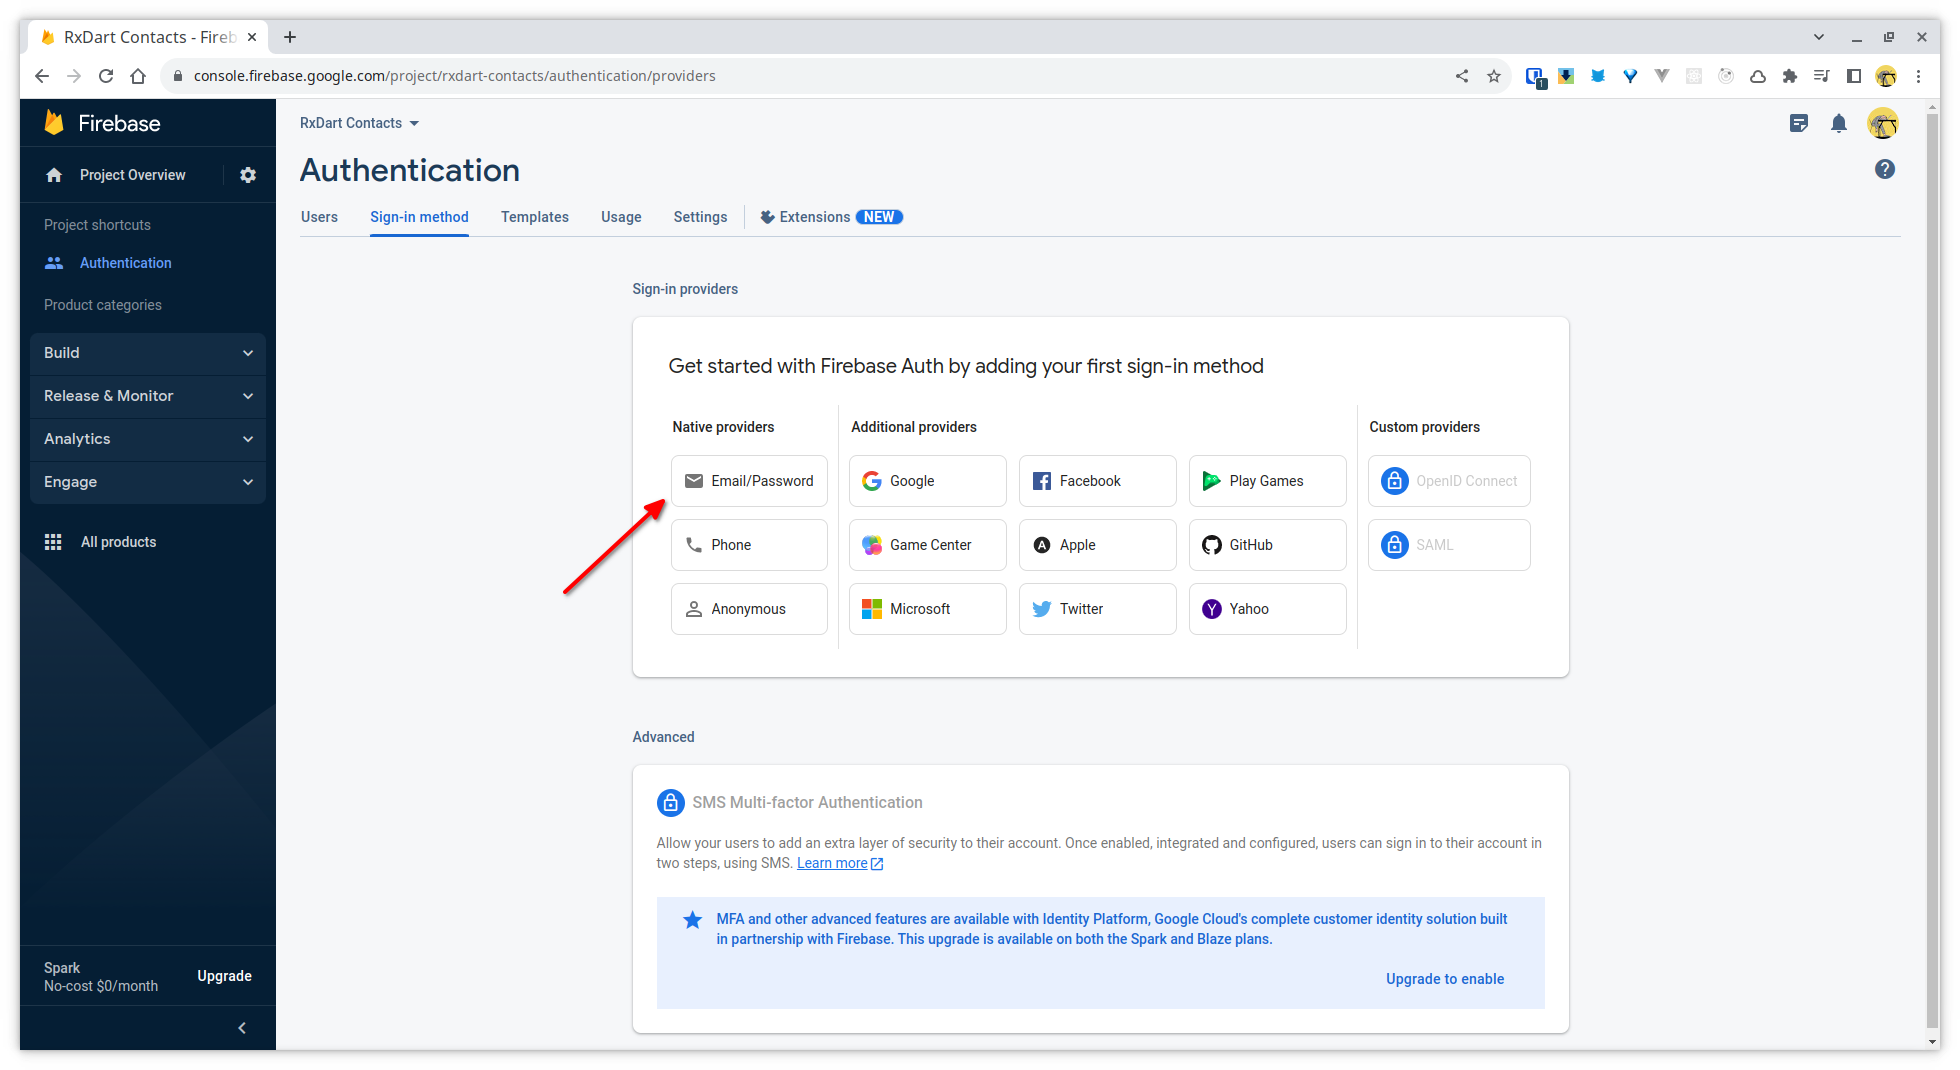 RxDart Contacts - Fireb
console.firebase.google.com/project/rxdart-contacts/authentication/providers
1
Firebase
Project Overview
Project shortcuts
Authentication
Product categories
Build
Release & Monitor
Analytics
Engage
All products
Spark
No-cost $0/month
Upgrade
RxDart Contacts
Authentication
Users
Sign-in method
Templates
Usage
Settings
Extensions NEW
Sign-in providers
Get started with Firebase Auth by adding your first sign-in method
Native providers
Email/Password
Phone
Anonymous
Additional providers
Google
Facebook
Play Games
Game Center
Apple
GitHub
Microsoft
Twitter
Yahoo
Custom providers
OpenID Connect
SAML
Advanced
SMS Multi-factor Authentication
Allow your users to add an extra layer of security to their account. Once enabled, integrated and configured, users can sign in to their account in
two steps, using SMS. Learn more
MFA and other advanced features are available with Identity Platform, Google Cloud's complete customer identity solution built
in partnership with Firebase. This upgrade is available on both the Spark and Blaze plans.
Upgrade to enable